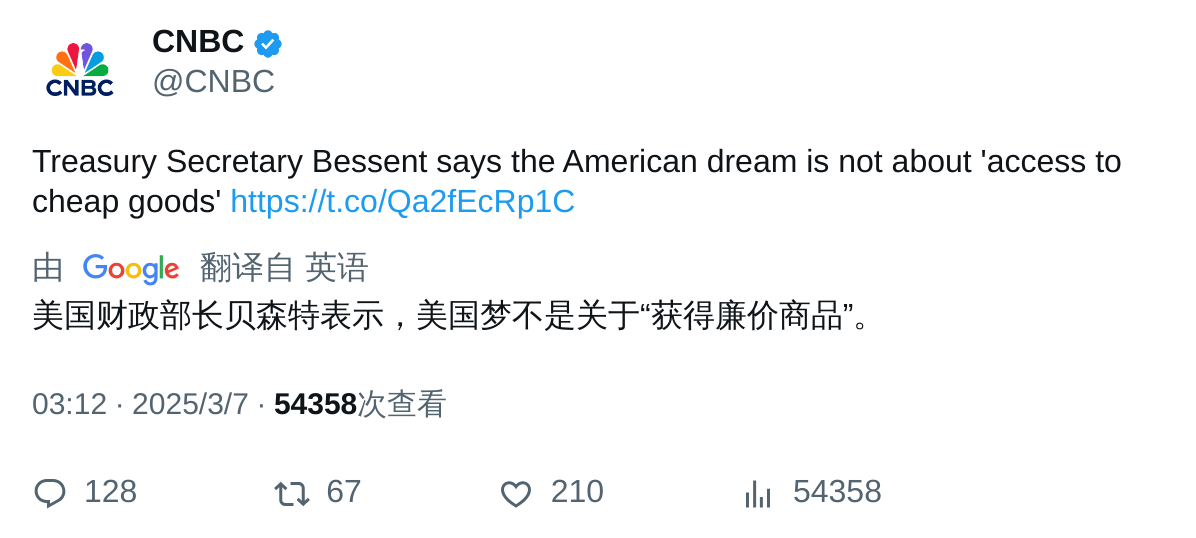 CNBC
CNBC
@CNBC
Treasury Secretary Bessent says the American dream is not about 'access to
cheap goods' https://t.co/Qa2fEcRp1C
由 Google 翻译自 英语
美国财政部长贝森特表示，美国梦不是关于“获得廉价商品”。
03:12 · 2025/3/7 · 54358次查看
128 67 210 54358